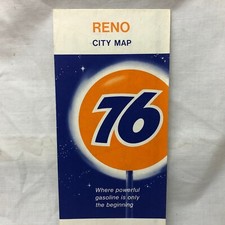 RENO
CITY MAP
76
Where powerful
gasoline is only
the beginning